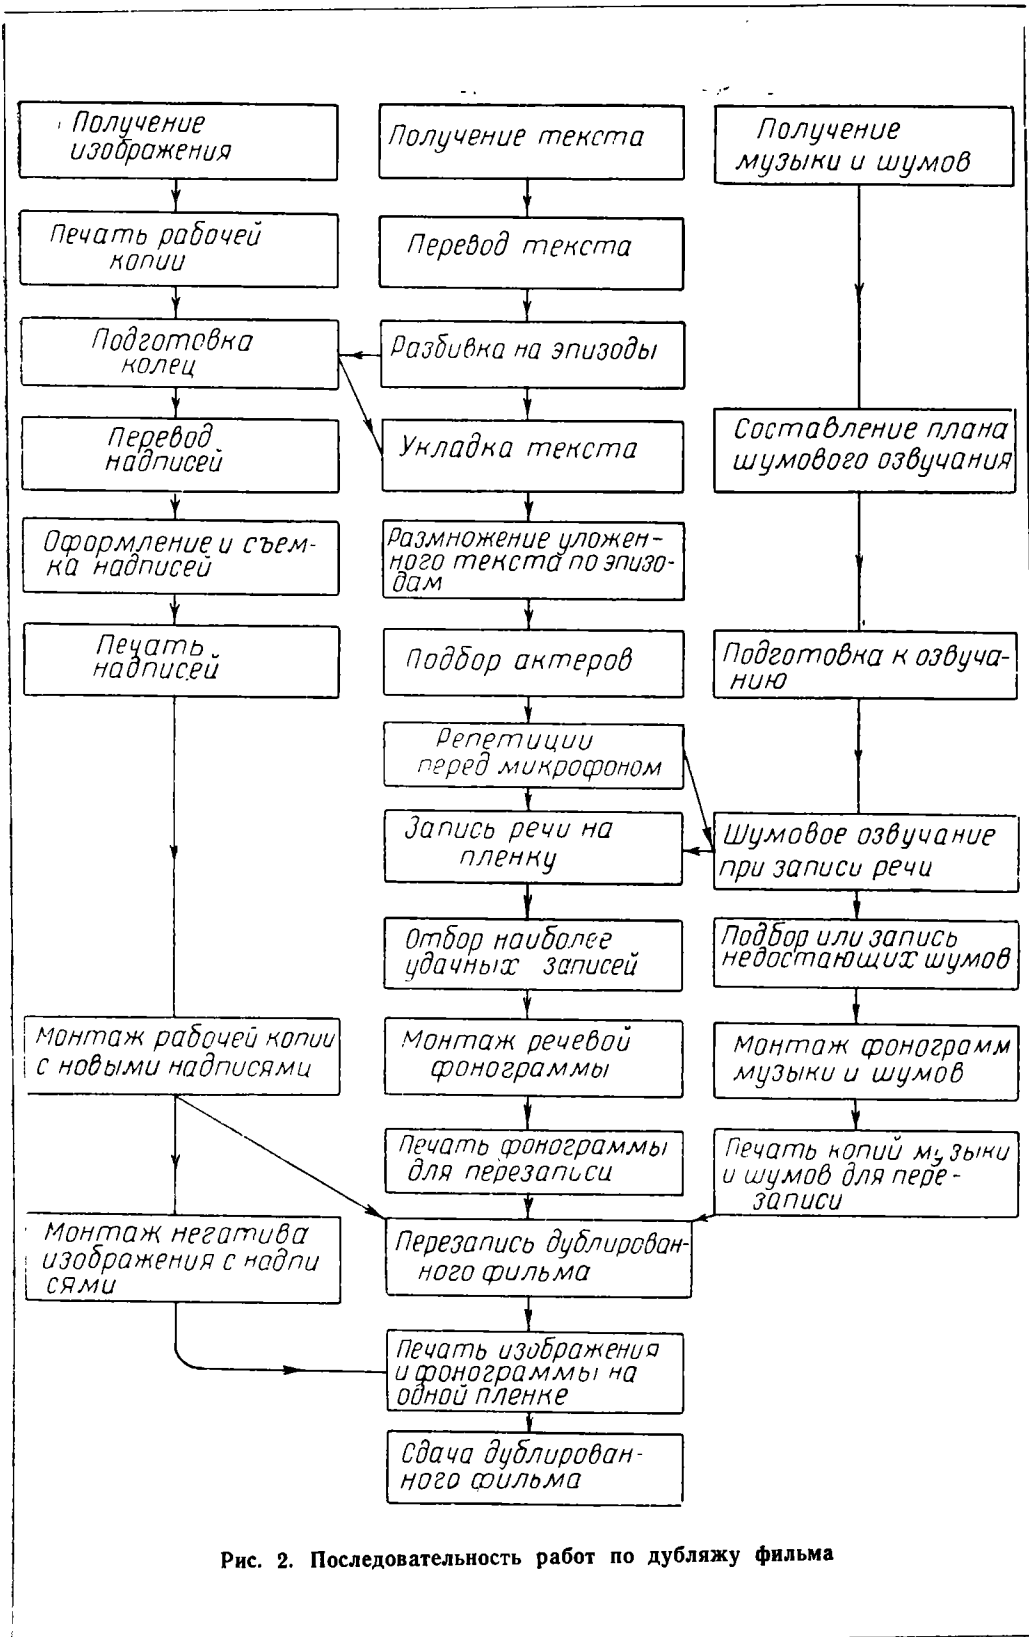 Получение
изображения
Печать рабочей
копии
Подготовка
колец
Перевод
надписей
Оформление и съем-
ка надписей
Печать
надписей
Монтаж рабочей копии
с новыми надписями
Монтаж негатива
изображения с надпи
сями
Получение текста
Перевод текста
Разбивка на эпизоды
Укладка текста
Размножение уложен-
ного текста по эпизо-
дам
Подбор актеров
Репетиции
перед микрофоном
Запись речи на
пленку
Отбор наиболее
удачных записей
Монтаж речевой
фонограммы
Печать фонограммы
для перезаписи
Перезапись дублирован-
ного фильма
Печать изображения
и фонограммы на
одной пленке
Сдача дублирован-
ного фильма
Получение
музыки и шумов
Составление плана
шумового озвучания
Подготовка к озвуча-
нию
Шумовое озвучание
при записи речи
Подбор или запись
недостающих шумов
Монтаж фонограмм
музыки и шумов
Печать копий музыки
и шумов для пере-
записи
Рис. 2. Последовательность работ по дубляжу фильма